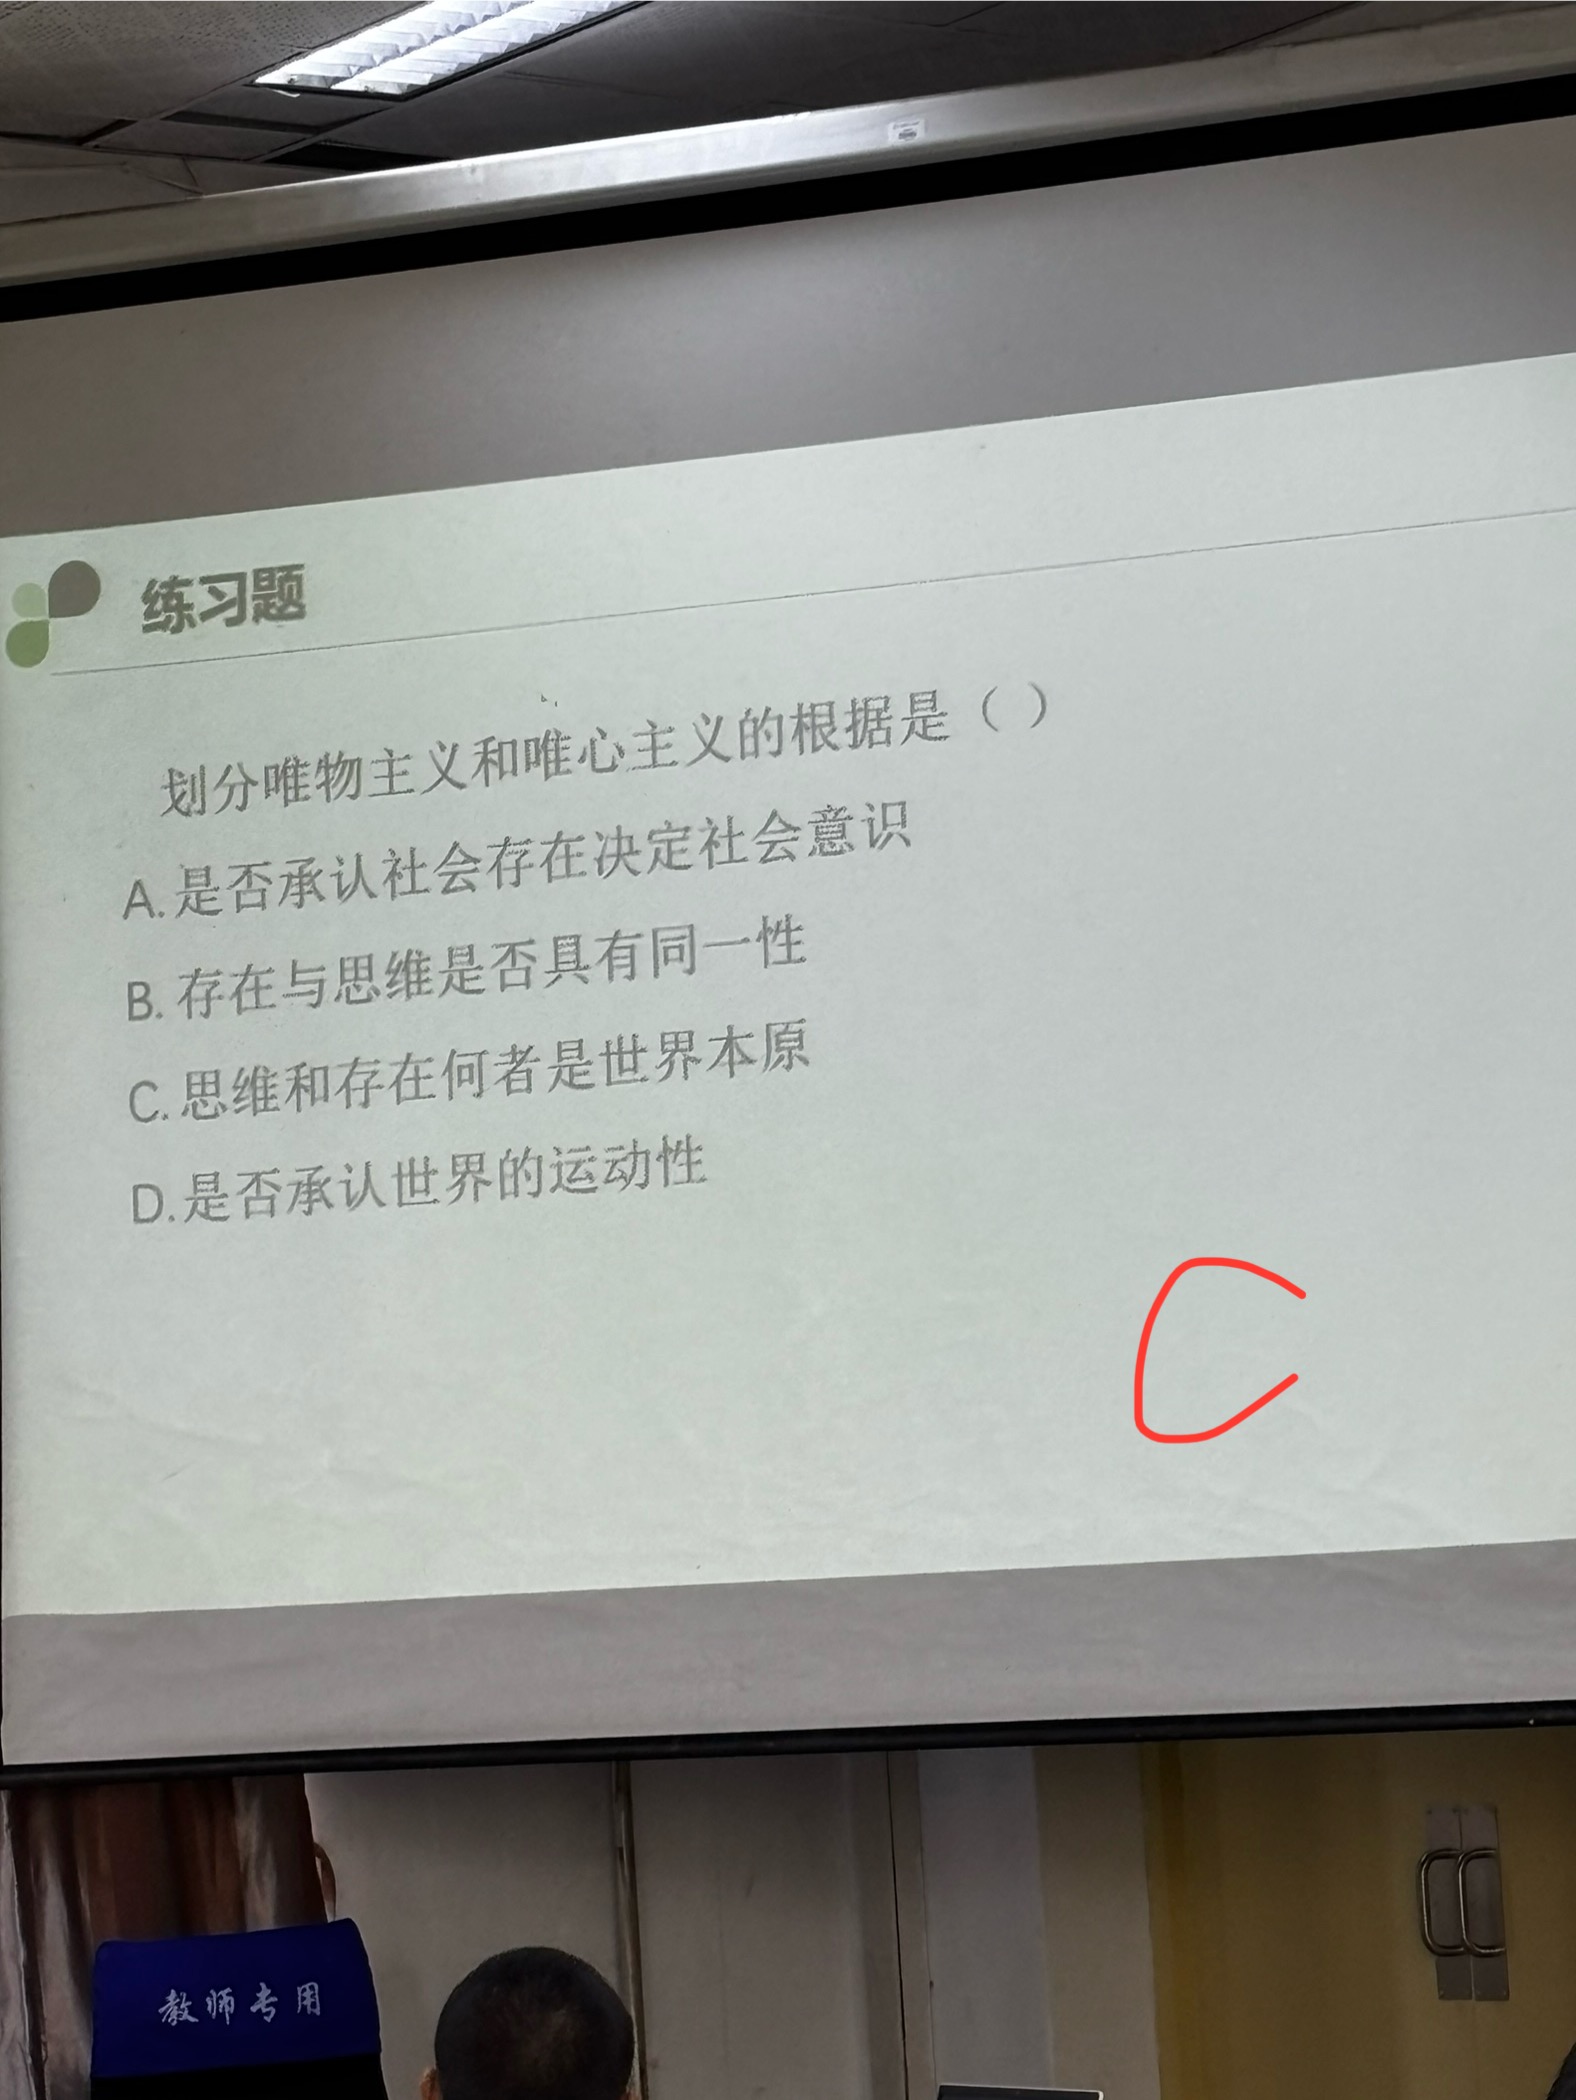 练习题
划分唯物主义和唯心主义的根据是（ ）
A.是否承认社会存在决定社会意识
B.存在与思维是否具有同一性
C.思维和存在何者是世界本原
D.是否承认世界的运动性
C
教师专用